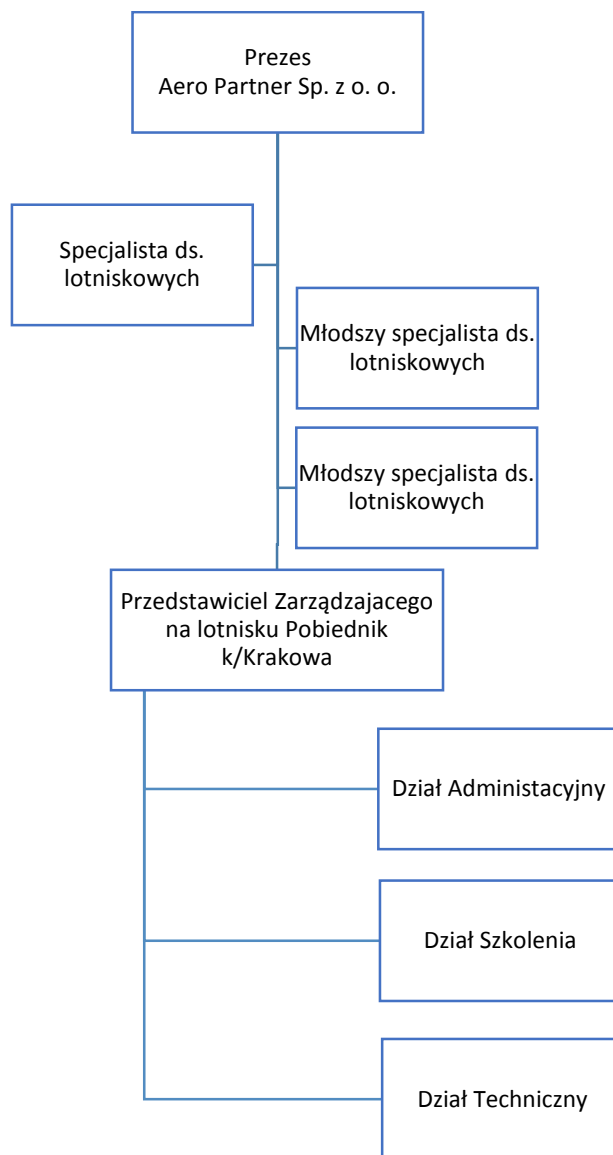 Prezes
Aero Partner Sp. z o. o.
Specjalista ds.
lotniskowych
Młodszy specjalista ds.
lotniskowych
Młodszy specjalista ds.
lotniskowych
Przedstawiciel Zarządzajacego
na lotnisku Pobiednik
k/Krakowa
Dział Administacyjny
Dział Szkolenia
Dział Techniczny